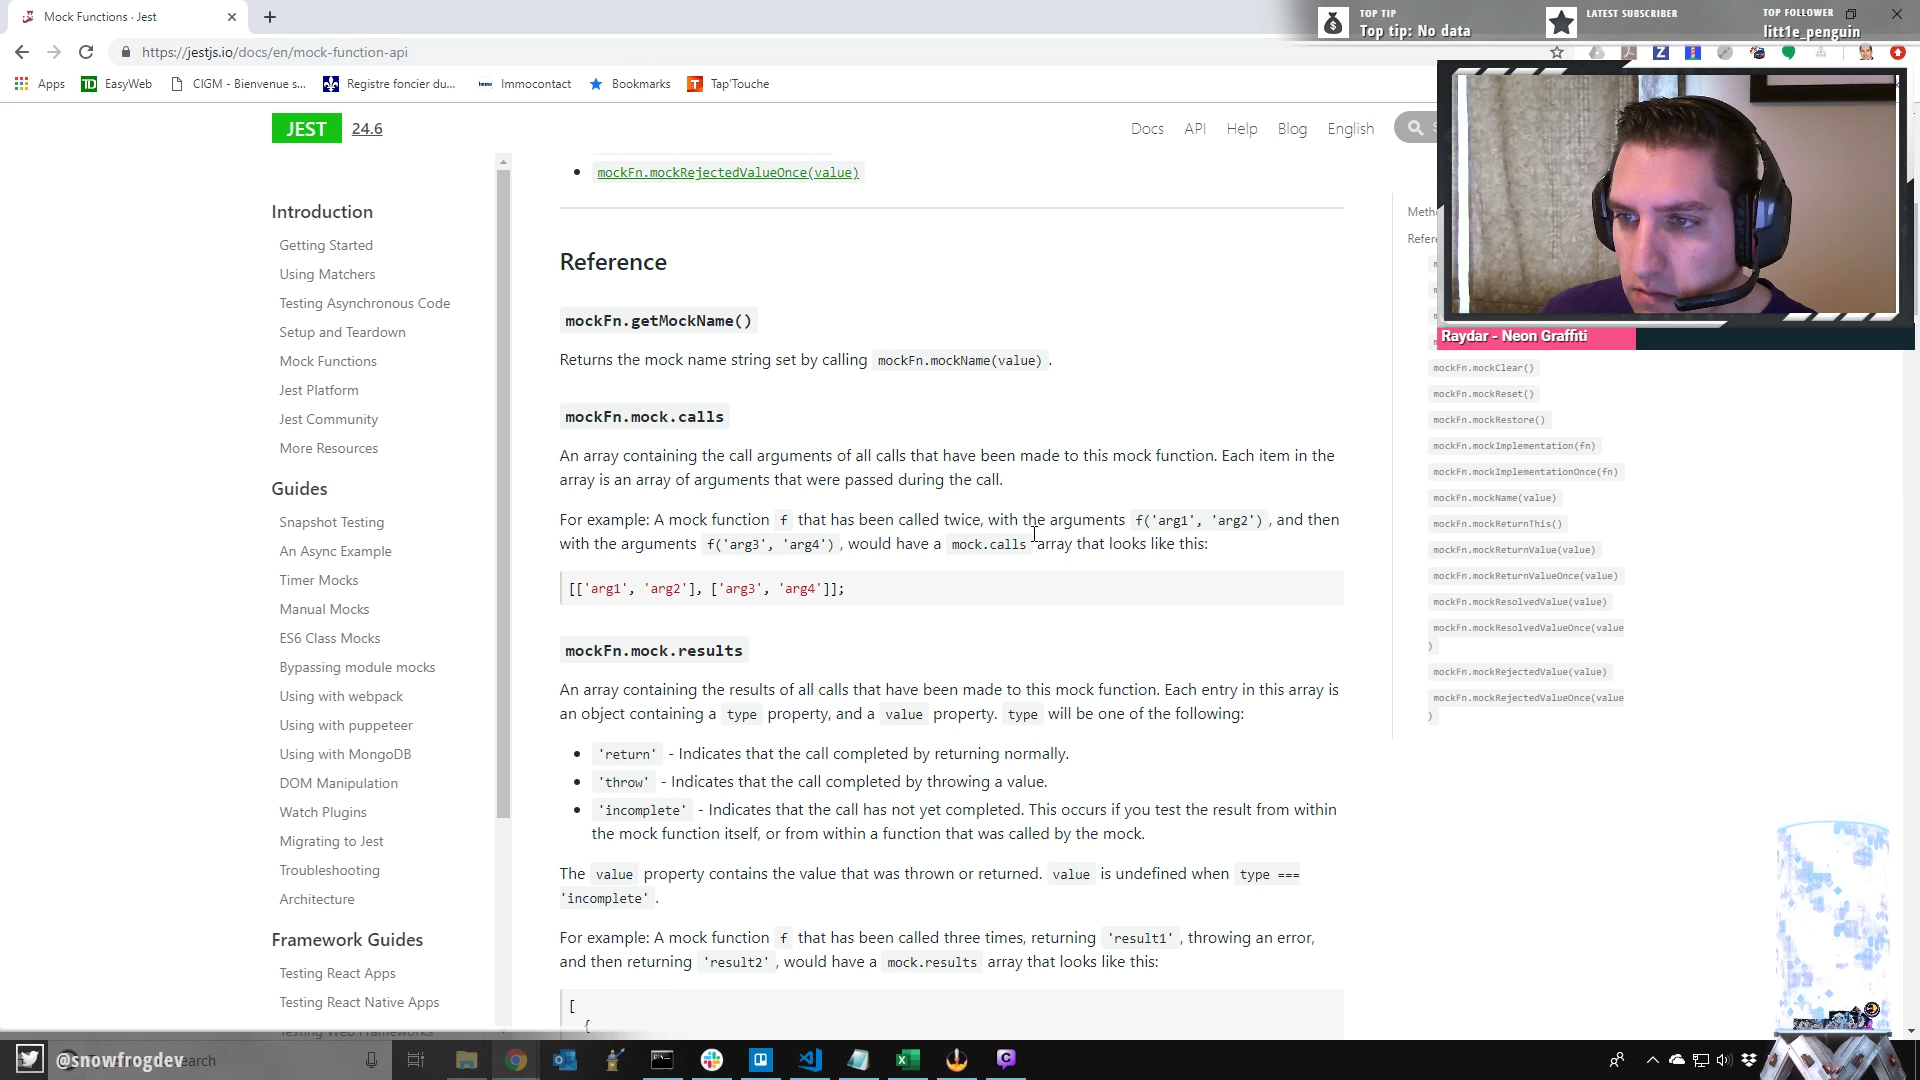 Mock Functions · Jest
TOP TIP
Top tip: No data
LATEST SUBSCRIBER
TOP FOLLOWER
litt1e_penguin
https://jestjs.io/docs/en/mock-function-api
Apps
EasyWeb
CIGM - Bienvenue s...
Registre foncier du...
Immocontact
Bookmarks
Tap'Touche
JEST
24.6
Docs
API
Help
Blog
English
Introduction
Getting Started
Using Matchers
Testing Asynchronous Code
Setup and Teardown
Mock Functions
Jest Platform
Jest Community
More Resources
Guides
Snapshot Testing
An Async Example
Timer Mocks
Manual Mocks
ES6 Class Mocks
Bypassing module mocks
Using with webpack
Using with puppeteer
Using with MongoDB
DOM Manipulation
Watch Plugins
Migrating to Jest
Troubleshooting
Architecture
Framework Guides
Testing React Apps
Testing React Native Apps
Testing Web Frameworks
mockFn.mockRejectedValueOnce(value)
Reference
mockFn.getMockName()
Returns the mock name string set by calling mockFn.mockName(value) .
mockFn.mock.calls
An array containing the call arguments of all calls that have been made to this mock function. Each item in the
array is an array of arguments that were passed during the call.
For example: A mock function f that has been called twice, with the arguments f('arg1', 'arg2') , and then
with the arguments f('arg3', 'arg4') , would have a mock.calls array that looks like this:
[['arg1', 'arg2'], ['arg3', 'arg4']];
mockFn.mock.results
An array containing the results of all calls that have been made to this mock function. Each entry in this array is
an object containing a type property, and a value property. type will be one of the following:
'return' - Indicates that the call completed by returning normally.
'throw' - Indicates that the call completed by throwing a value.
'incomplete' - Indicates that the call has not yet completed. This occurs if you test the result from within
the mock function itself, or from within a function that was called by the mock.
The value property contains the value that was thrown or returned. value is undefined when type ===
'incomplete' .
For example: A mock function f that has been called three times, returning 'result1' , throwing an error,
and then returning 'result2' , would have a mock.results array that looks like this:
[
{
Meth
Refere
Raydar - Neon Graffiti
mockFn.mockClear()
mockFn.mockReset()
mockFn.mockRestore()
mockFn.mockImplementation(fn)
mockFn.mockImplementationOnce(fn)
mockFn.mockName(value)
mockFn.mockReturnThis()
mockFn.mockReturnValue(value)
mockFn.mockReturnValueOnce(value)
mockFn.mockResolvedValue(value)
mockFn.mockResolvedValueOnce(value
)
mockFn.mockRejectedValue(value)
mockFn.mockRejectedValueOnce(value
)
@snowfrogdev
earch